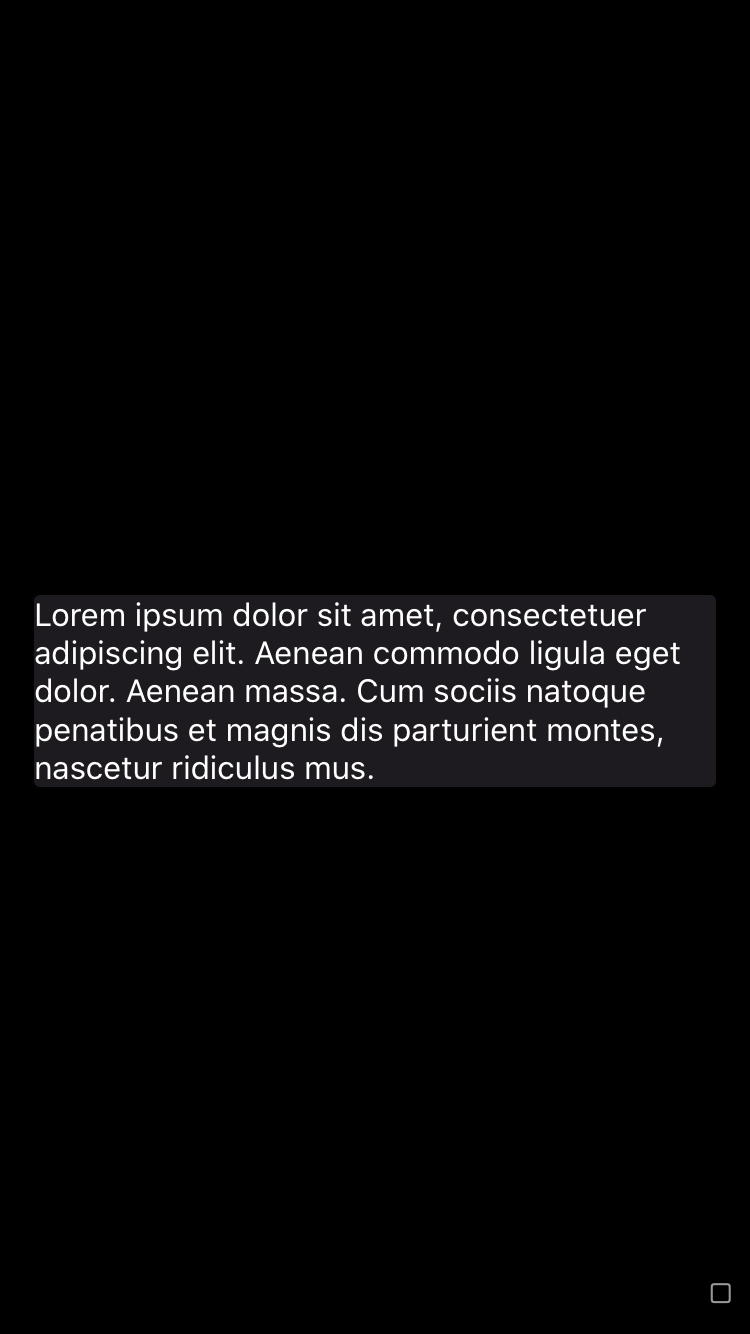 Lorem ipsum dolor sit amet, consectetuer
adipiscing elit. Aenean commodo ligula eget
dolor. Aenean massa. Cum sociis natoque
penatibus et magnis dis parturient montes,
nascetur ridiculus mus.